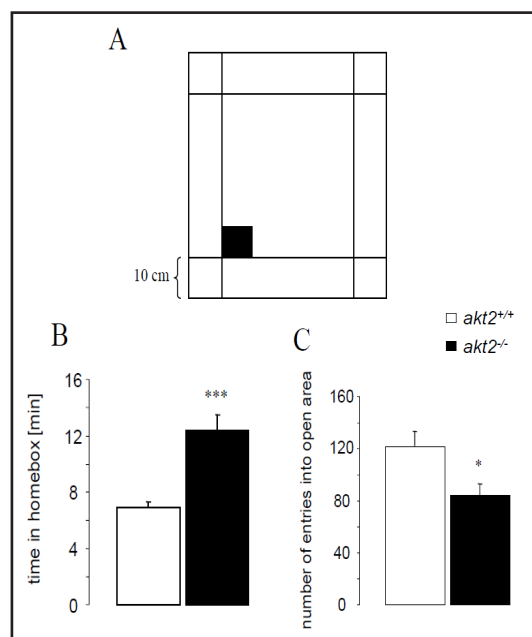 A
10 cm
akt2+/+
akt2-/-
B
time in homebox [min]
16
12
8
4
0
***
C
number of entries into open area
160
120
80
40
0
*